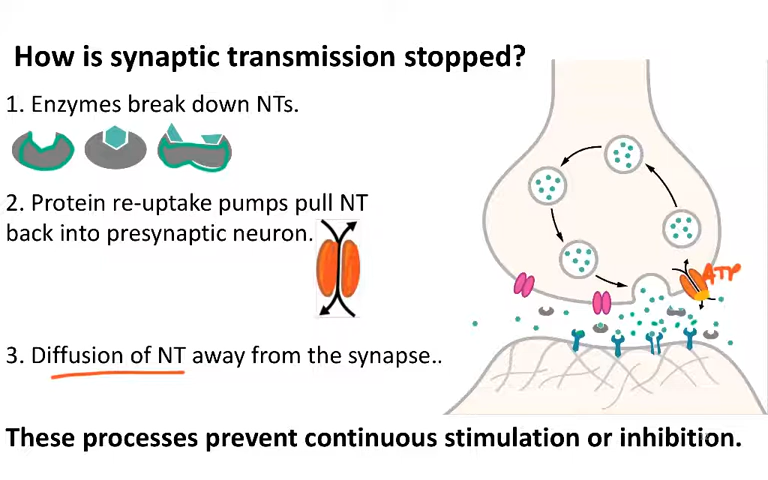 How is synaptic transmission stopped?
1. Enzymes break down NTs.
2. Protein re-uptake pumps pull NT
back into presynaptic neuron.
ATP
3. Diffusion of NT away from the synapse..
These processes prevent continuous stimulation or inhibition.